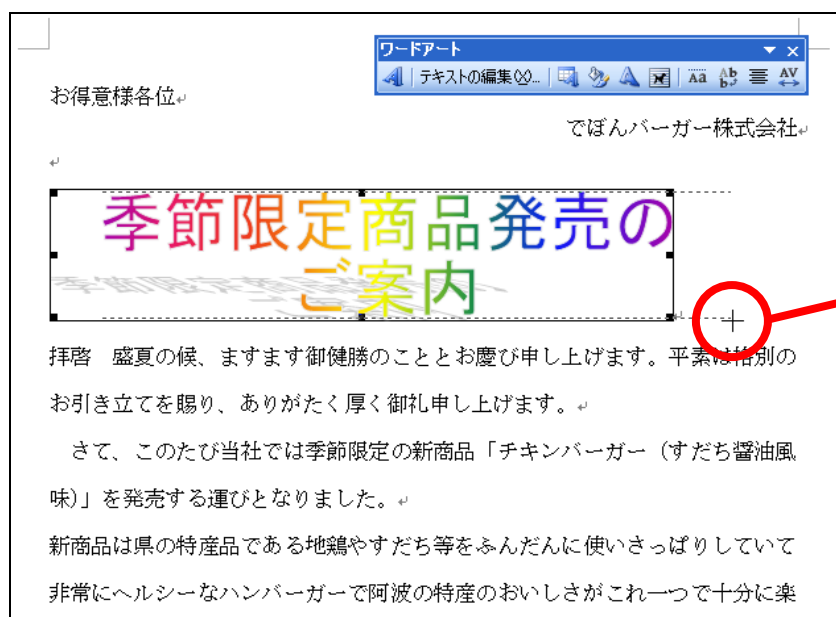 ワードアート
テキストの編集(X)...
お得意様各位
でぼんバーガー株式会社
季節限定商品発売の
ご案内
拝啓　盛夏の候、ますます御健勝のこととお慶び申し上げます。平素は格別の
お引き立てを賜り、ありがたく厚く御礼申し上げます。
　さて、このたび当社では季節限定の新商品「チキンバーガー（すだち醤油風
味）」を発売する運びとなりました。
新商品は県の特産品である地鶏やすだち等をふんだんに使いさっぱりしていて
非常にヘルシーなハンバーガーで阿波の特産のおいしさがこれ一つで十分に楽